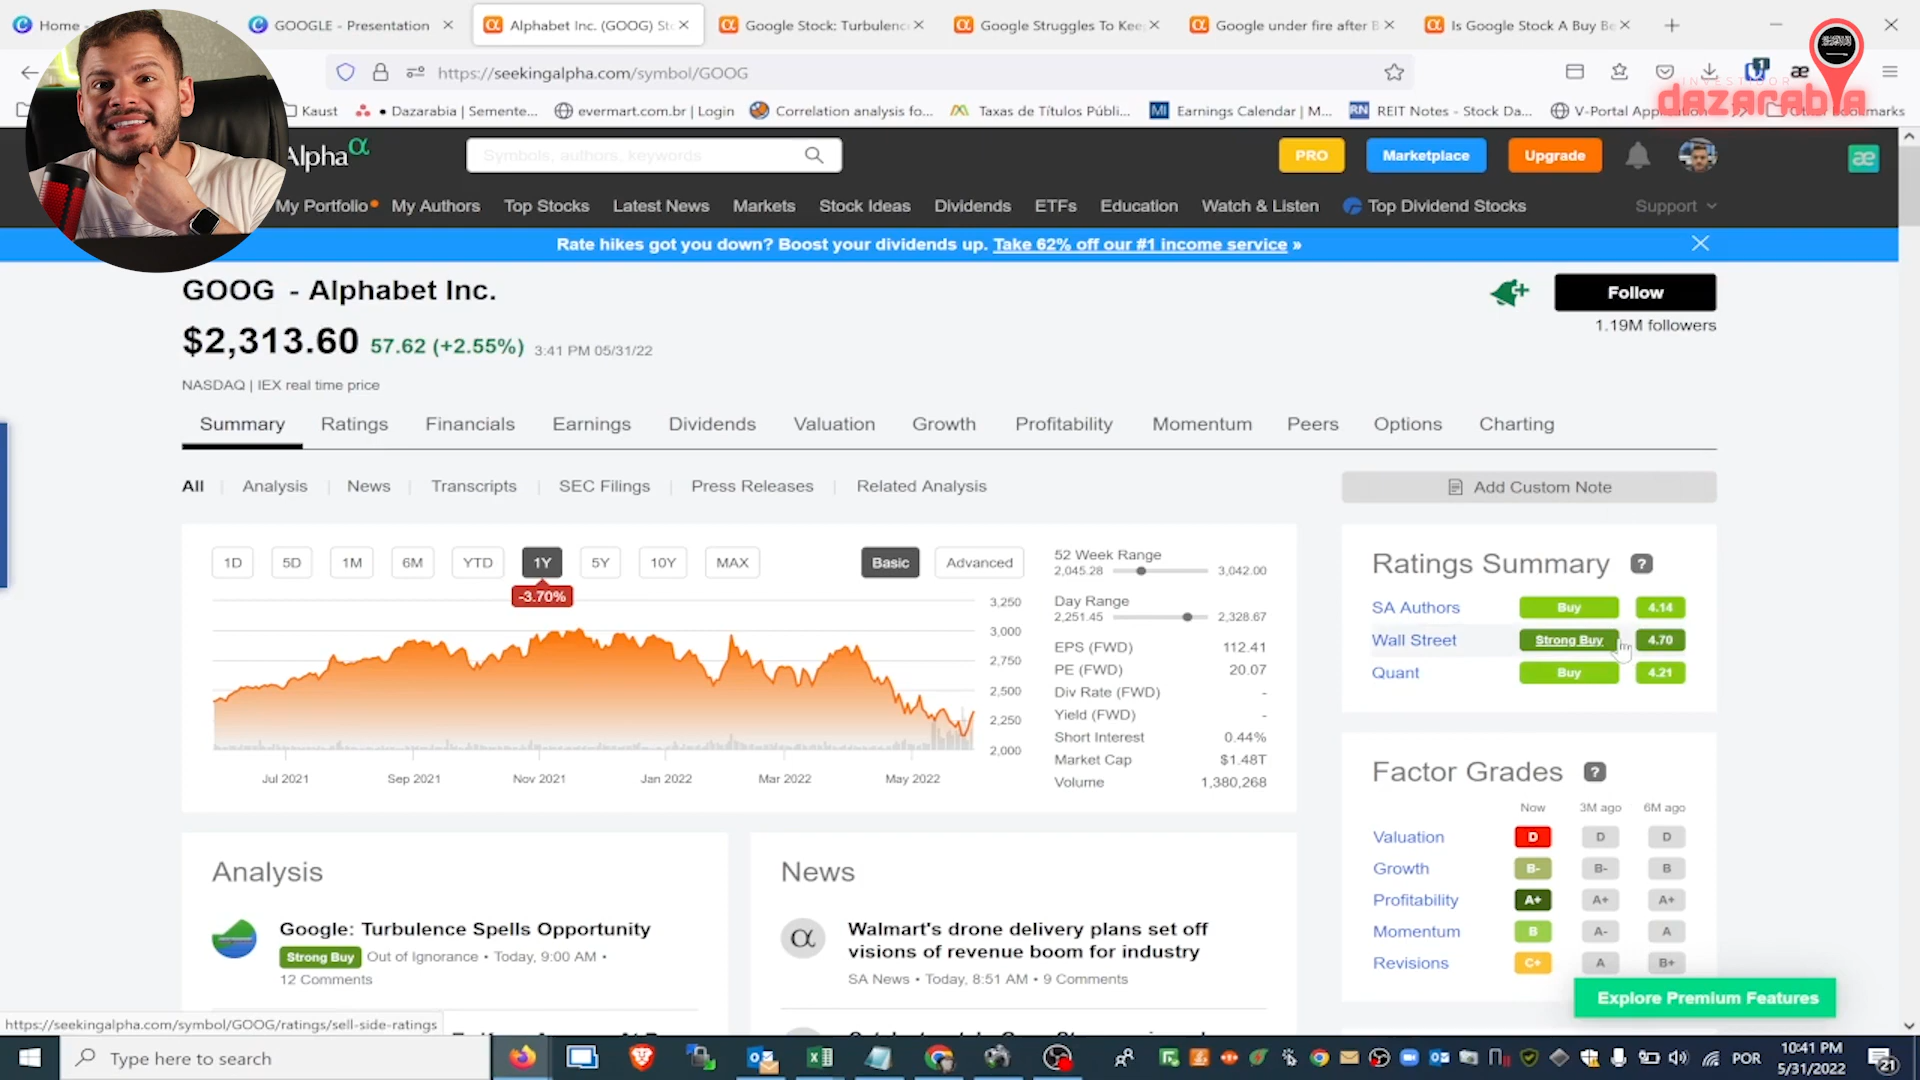 Home
GOOGLE - Presentation
Alphabet Inc. (GOOG) Sto
Google Stock: Turbulence
Google Struggles To Kee
Google under fire after B
Is Google Stock A Buy Be
https://seekingalpha.com/symbol/GOOG
1
æ
INVESTIDOR
dazarabia
Kaust
• Dazarabia | Semente...
evermart.com.br | Login
Correlation analysis fo...
Taxas de Títulos Públi...
MI Earnings Calendar | M...
RN REIT Notes - Stock Da...
V-Portal Application
Other Bookmarks
Alpha α
Symbols, authors, keywords
PRO
Marketplace
Upgrade
æ
My Portfolio
My Authors
Top Stocks
Latest News
Markets
Stock Ideas
Dividends
ETFs
Education
Watch & Listen
Top Dividend Stocks
Support
Rate hikes got you down? Boost your dividends up. Take 62% off our #1 income service »
GOOG - Alphabet Inc.
Follow
1.19M followers
$2,313.60 57.62 (+2.55%) 3:41 PM 05/31/22
NASDAQ | IEX real time price
Summary
Ratings
Financials
Earnings
Dividends
Valuation
Growth
Profitability
Momentum
Peers
Options
Charting
All | Analysis | News | Transcripts | SEC Filings | Press Releases | Related Analysis
Add Custom Note
1D
5D
1M
6M
YTD
1Y
5Y
10Y
MAX
Basic
Advanced
-3.70%
3,250
3,000
2,750
2,500
2,250
2,000
Jul 2021
Sep 2021
Nov 2021
Jan 2022
Mar 2022
May 2022
52 Week Range
2,045.28 3,042.00
Day Range
2,251.45 2,328.67
EPS (FWD) 112.41
PE (FWD) 20.07
Div Rate (FWD) -
Yield (FWD) -
Short Interest 0.44%
Market Cap $1.48T
Volume 1,380,268
Ratings Summary ?
SA Authors Buy 4.14
Wall Street Strong Buy 4.70
Quant Buy 4.21
Factor Grades ?
Now 3M ago 6M ago
Valuation D D D
Growth B- B- B
Profitability A+ A+ A+
Momentum B A- A
Revisions C+ A B+
Explore Premium Features
Analysis
Google: Turbulence Spells Opportunity
Strong Buy Out of Ignorance • Today, 9:00 AM •
12 Comments
News
α
Walmart's drone delivery plans set off
visions of revenue boom for industry
SA News • Today, 8:51 AM • 9 Comments
https://seekingalpha.com/symbol/GOOG/ratings/sell-side-ratings
Type here to search
POR
10:41 PM
5/31/2022
21